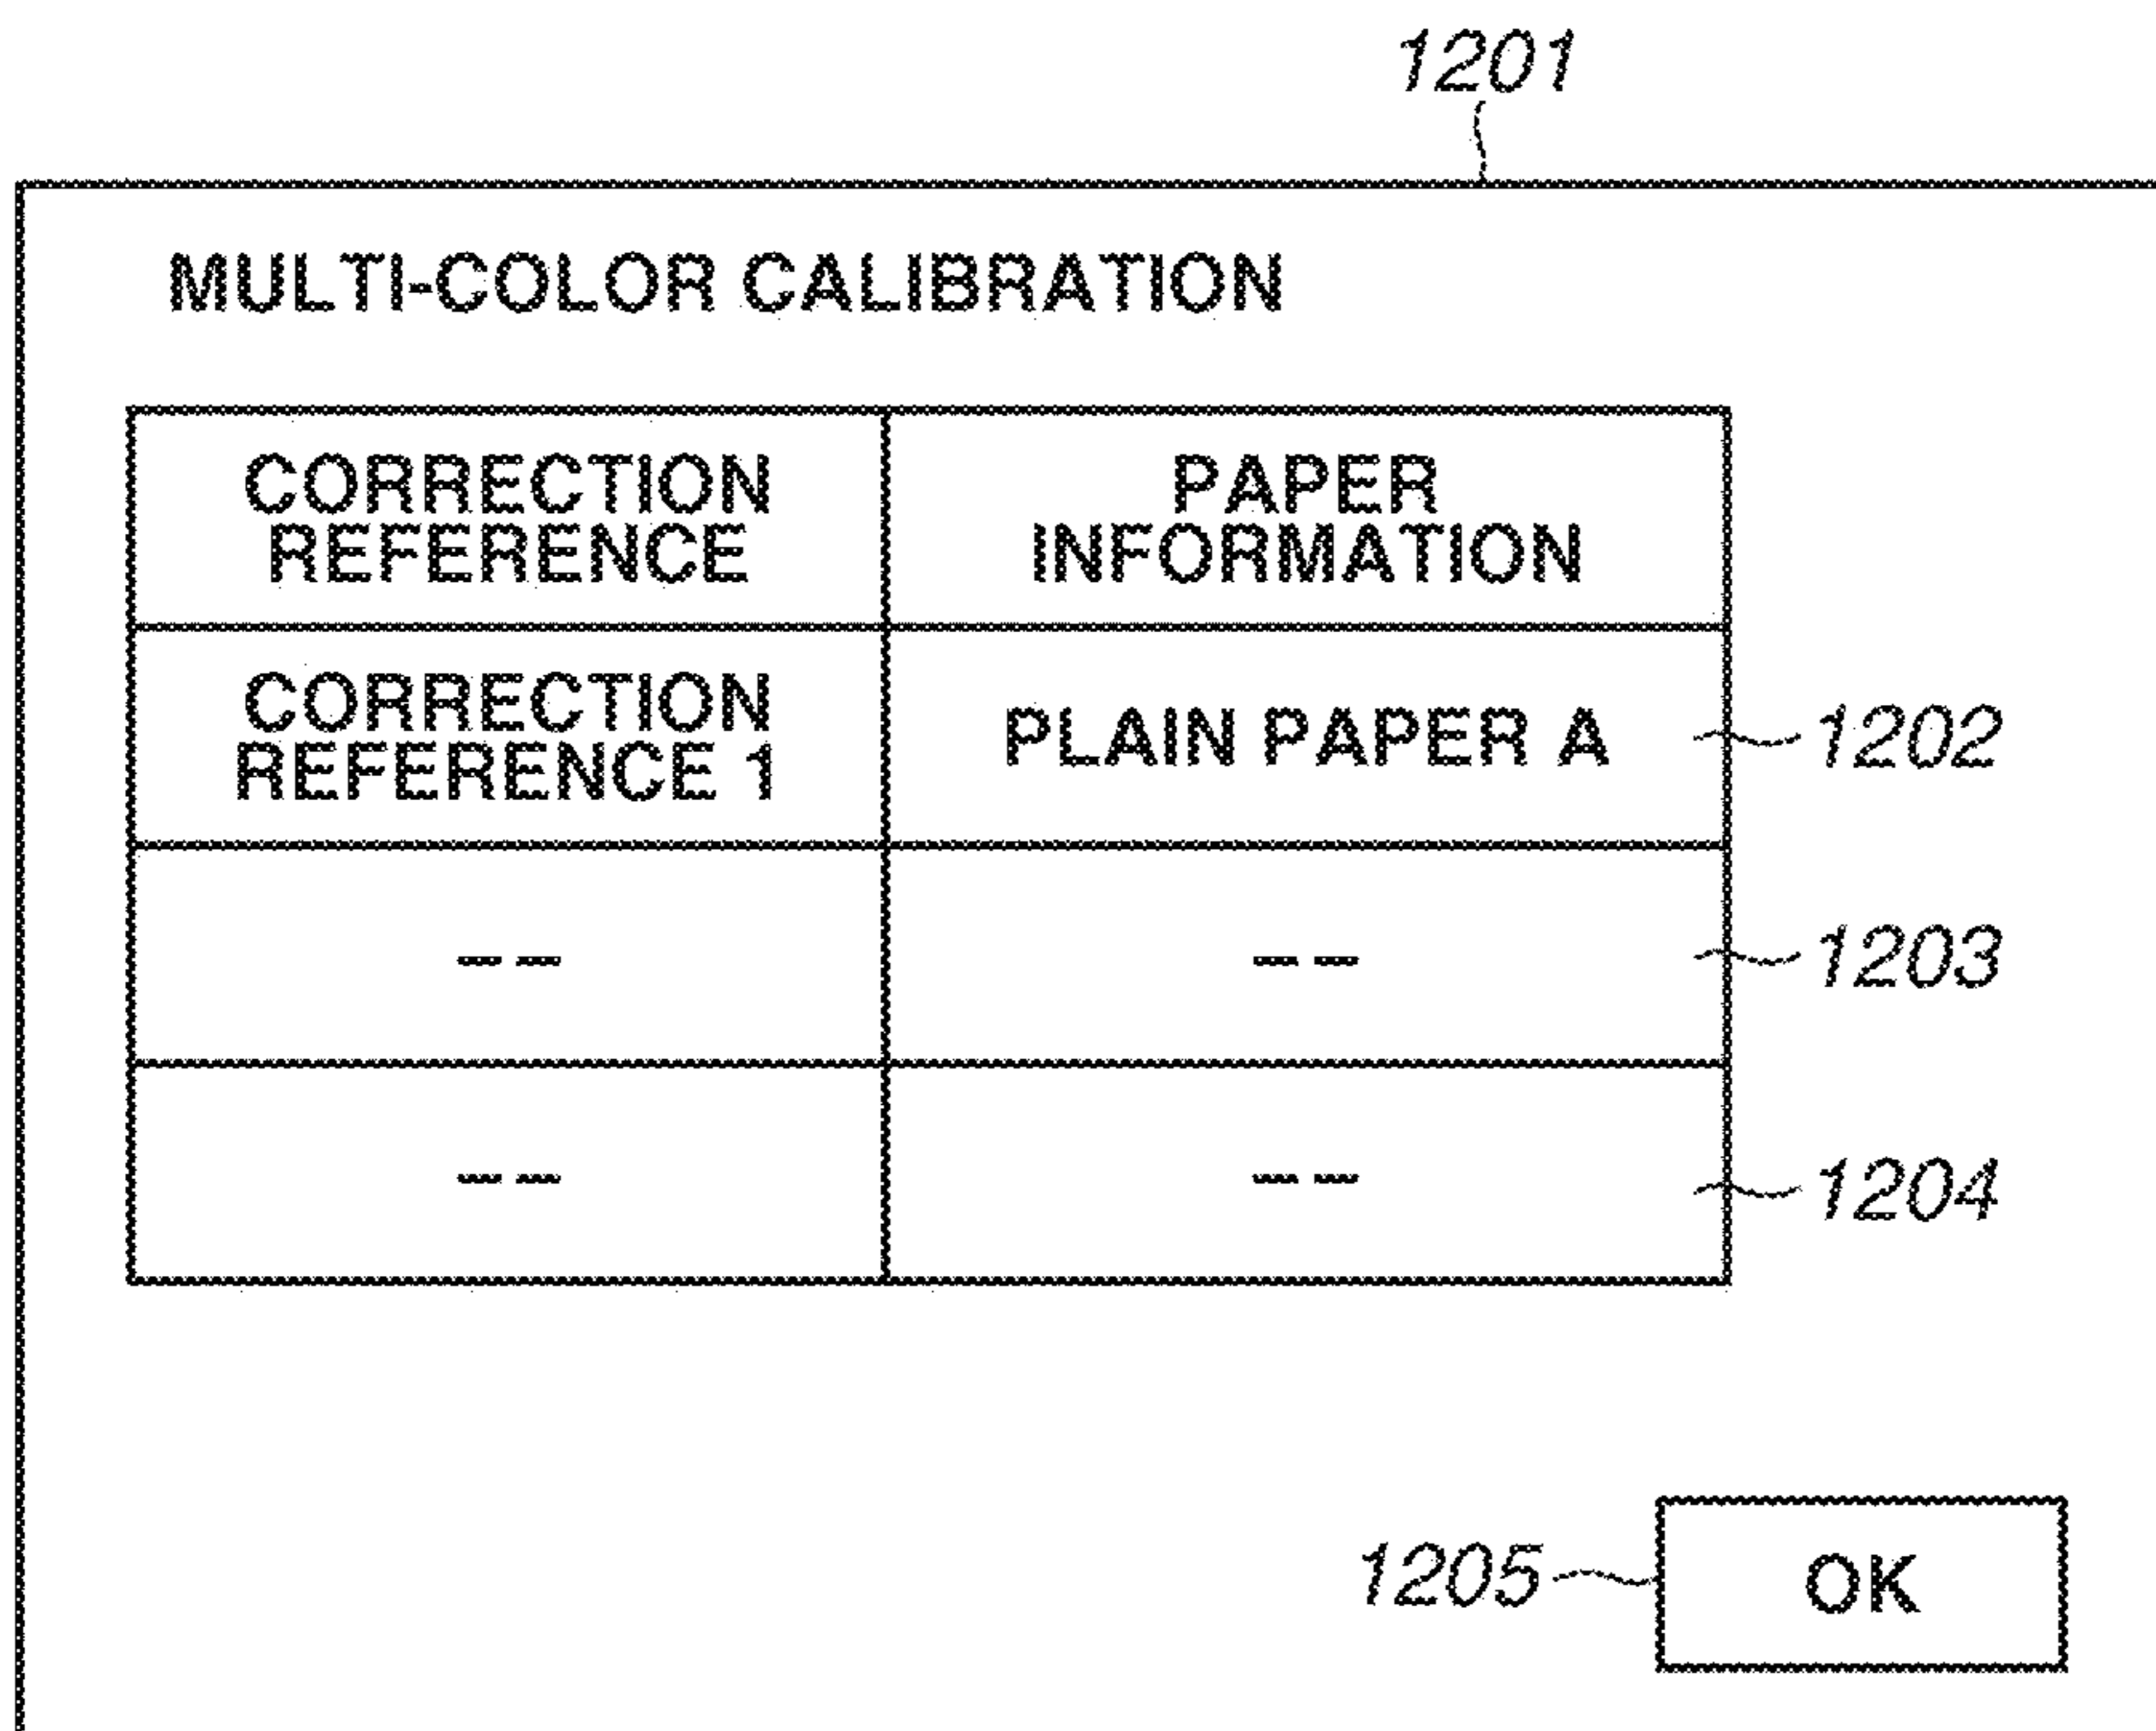 1201
MULTI-COLOR CALIBRATION
CORRECTION
REFERENCE
PAPER
INFORMATION
CORRECTION
REFERENCE 1
PLAIN PAPER A
1202
-- --
1203
-- --
1204
1205
OK